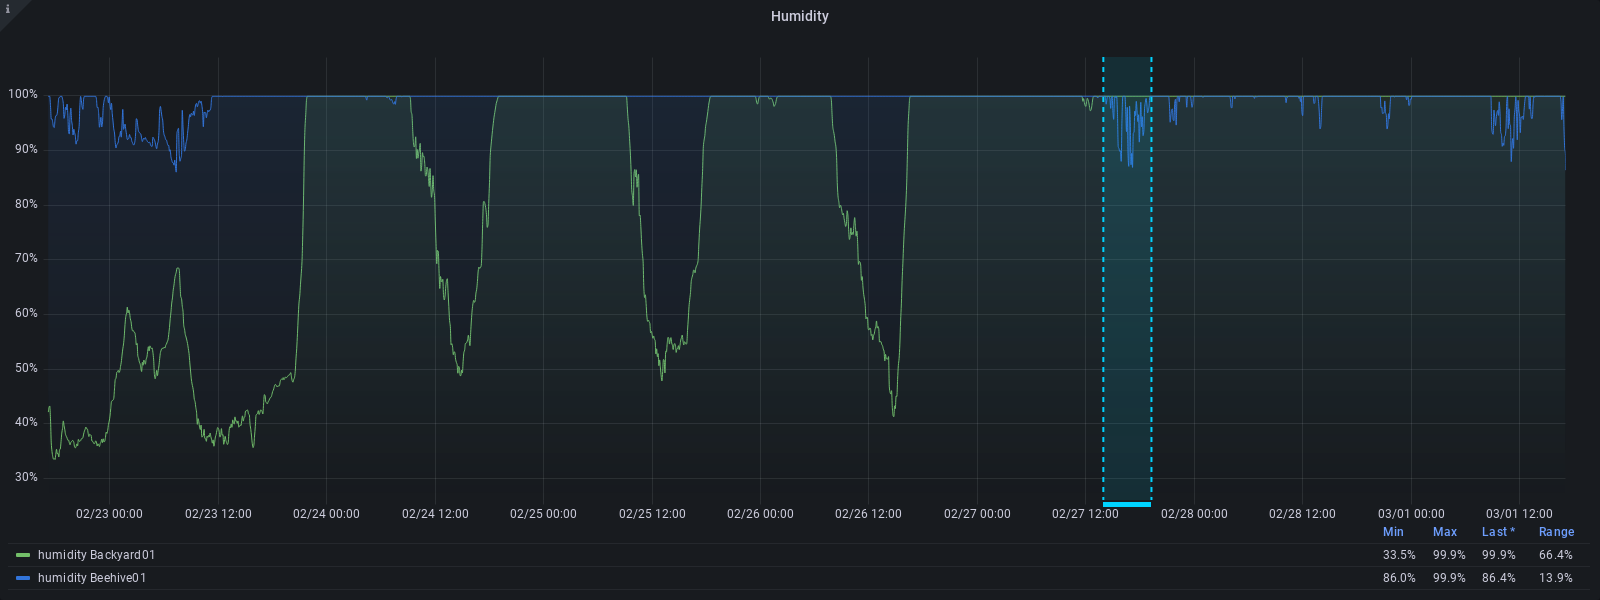 i
Humidity
100%
90%
80%
70%
60%
50%
40%
30%
02/23 00:00 02/23 12:00 02/24 00:00 02/24 12:00 02/25 00:00 02/25 12:00 02/26 00:00 02/26 12:00 02/27 00:00 02/27 12:00 02/28 00:00 02/28 12:00 03/01 00:00 03/01 12:00
Min Max Last * Range
humidity Backyard01 33.5% 99.9% 99.9% 66.4%
humidity Beehive01 86.0% 99.9% 86.4% 13.9%